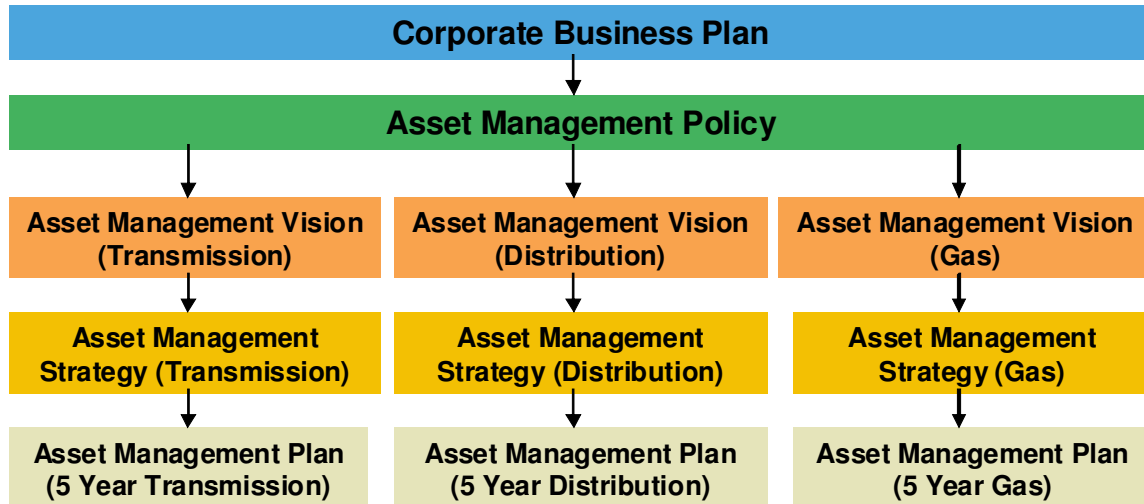 Corporate Business Plan
Asset Management Policy
Asset Management Vision
(Transmission)
Asset Management Vision
(Distribution)
Asset Management Vision
(Gas)
Asset Management
Strategy (Transmission)
Asset Management
Strategy (Distribution)
Asset Management
Strategy (Gas)
Asset Management Plan
(5 Year Transmission)
Asset Management Plan
(5 Year Distribution)
Asset Management Plan
(5 Year Gas)